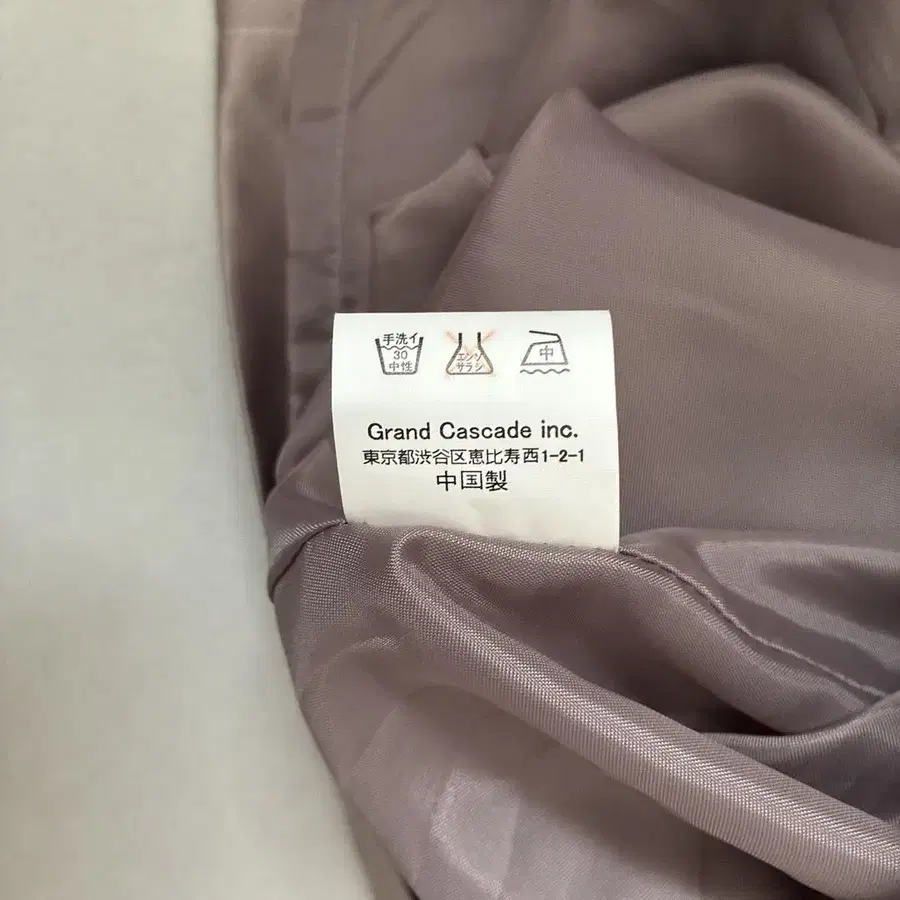 手洗イ
30
中性
エンソ
サラシ
中
Grand Cascade inc.
東京都渋谷区恵比寿西1-2-1
中国製